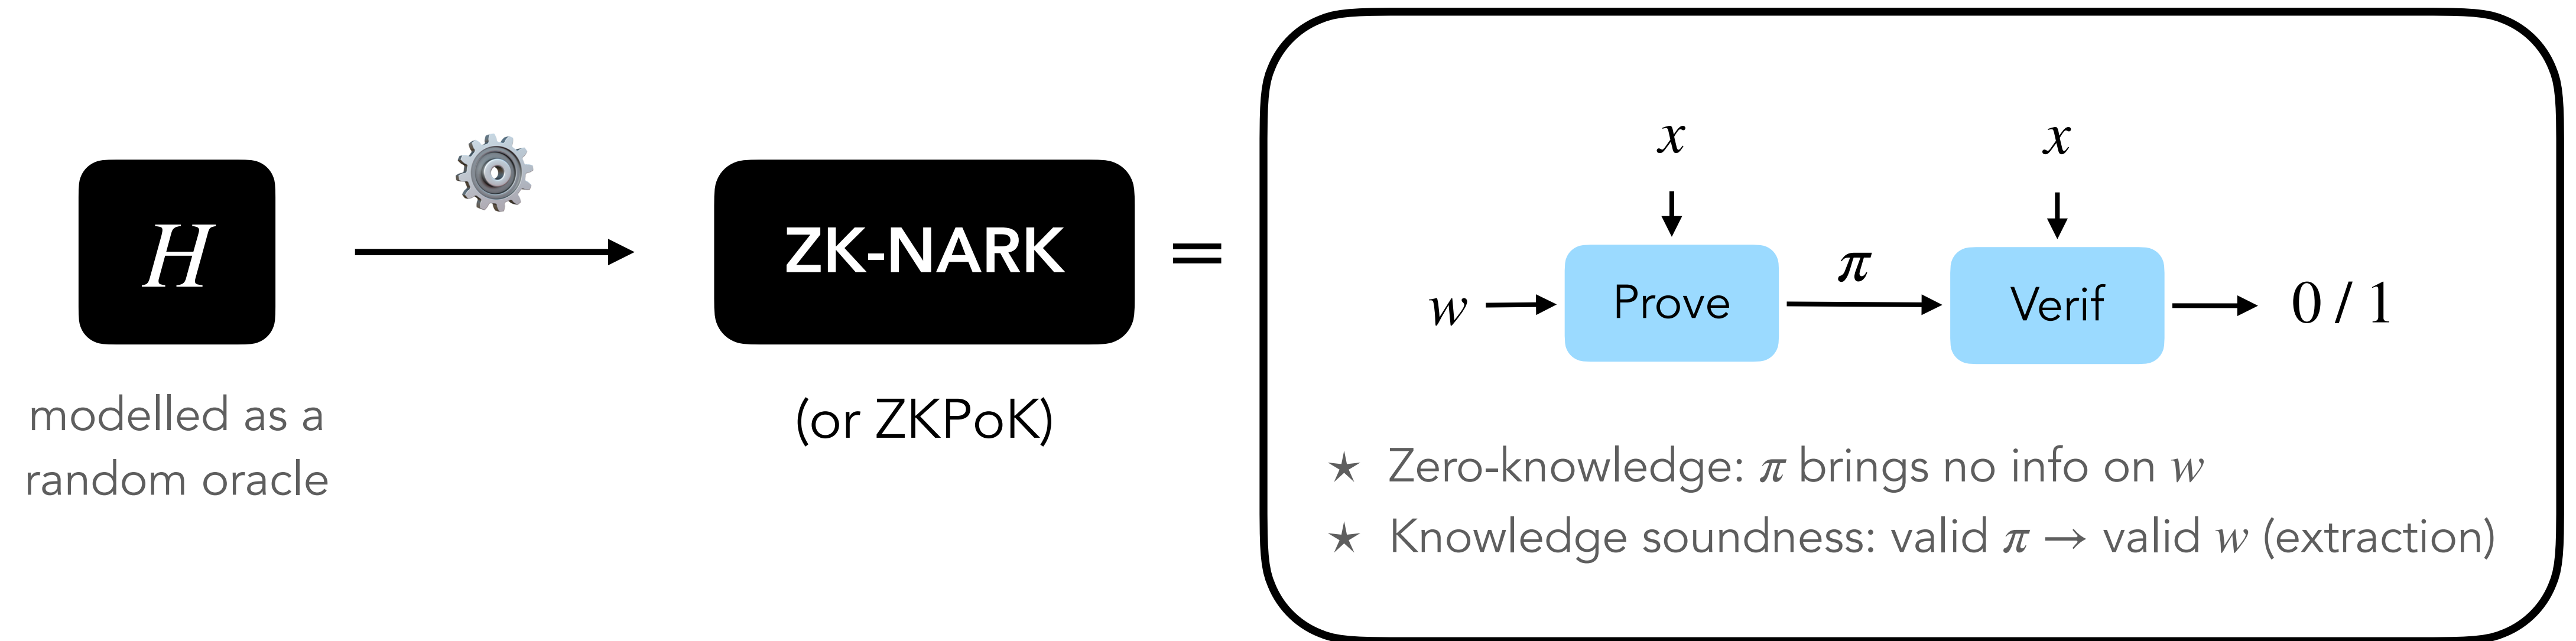 H
modelled as a
random oracle
ZK-NARK
(or ZKPoK)
=
x
x
w
Prove
π
Verif
0 / 1
★ Zero-knowledge: π brings no info on w
★ Knowledge soundness: valid π → valid w (extraction)